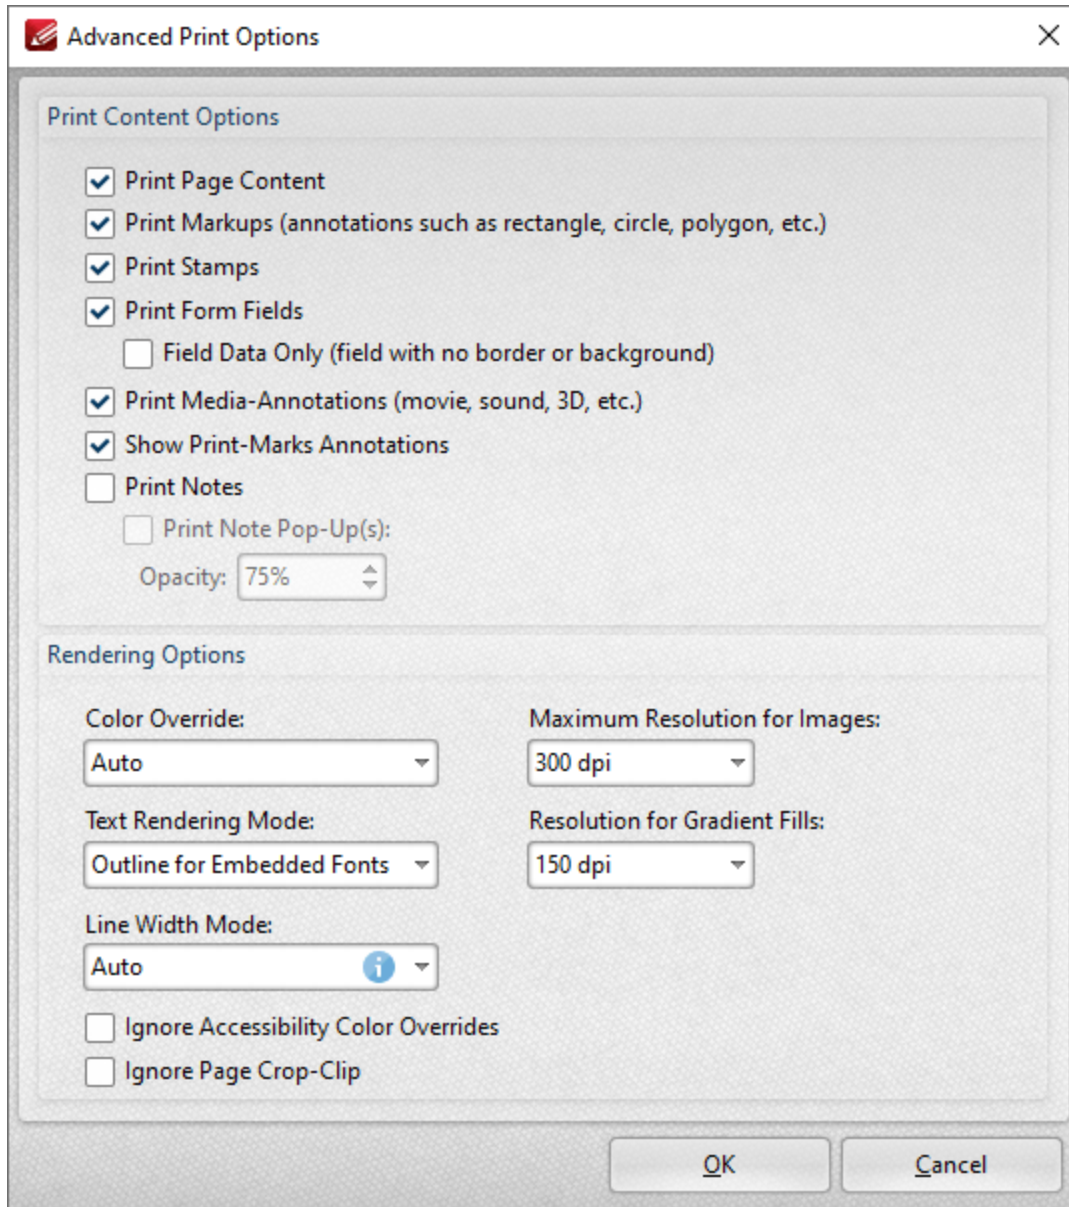 Advanced Print Options
Print Content Options
Print Page Content
Print Markups (annotations such as rectangle, circle, polygon, etc.)
Print Stamps
Print Form Fields
Field Data Only (field with no border or background)
Print Media-Annotations (movie, sound, 3D, etc.)
Show Print-Marks Annotations
Print Notes
Print Note Pop-Up(s):
Opacity: 75%
Rendering Options
Color Override: Maximum Resolution for Images:
Auto 300 dpi
Text Rendering Mode: Resolution for Gradient Fills:
Outline for Embedded Fonts 150 dpi
Line Width Mode:
Auto i
Ignore Accessibility Color Overrides
Ignore Page Crop-Clip
OK Cancel